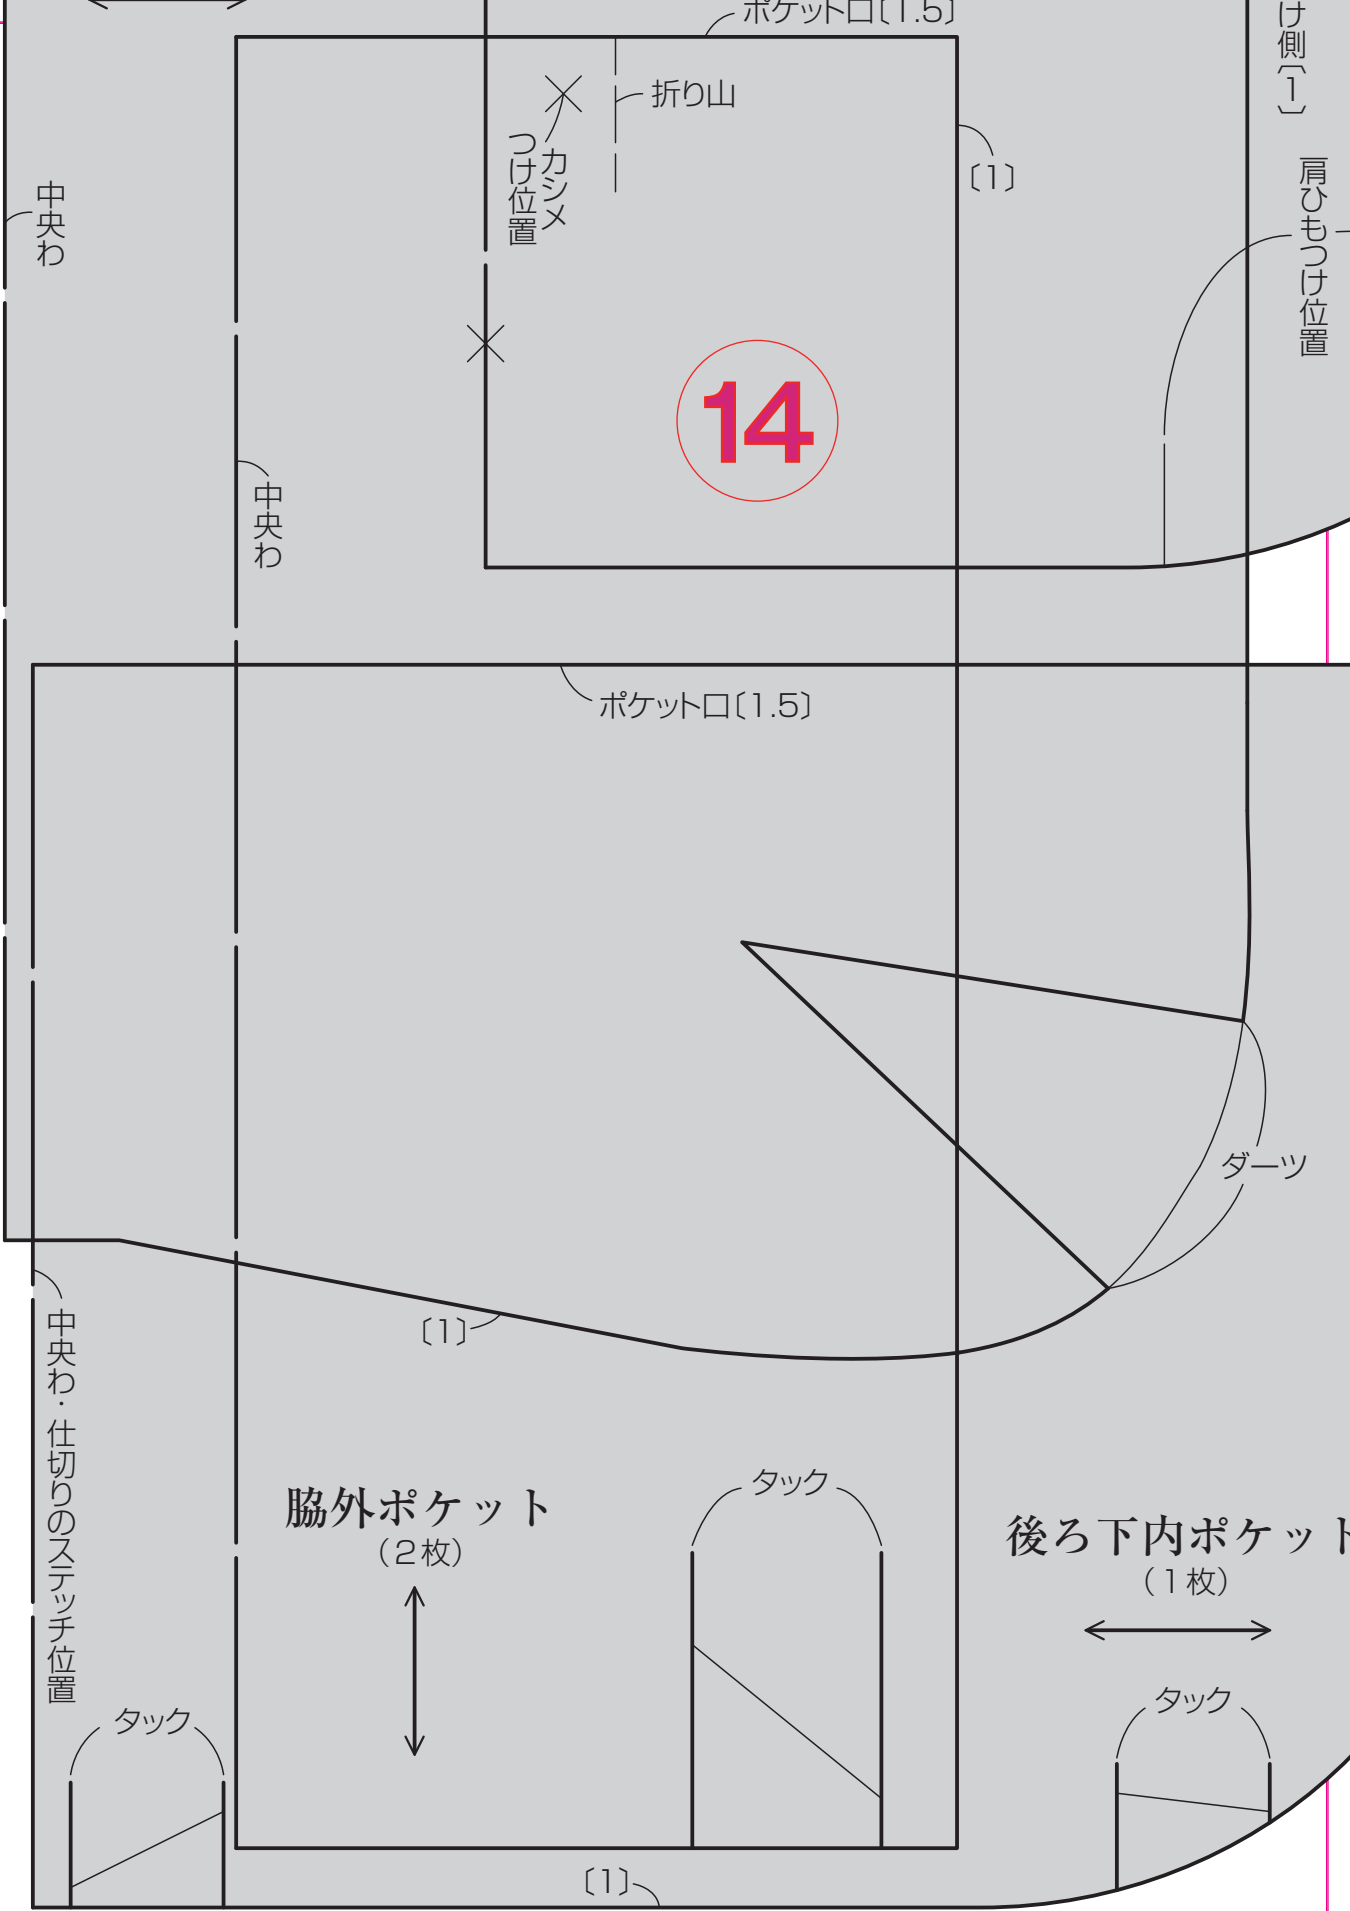 ポケット口〔1.5〕
け側〔1〕
折り山
カシメ
つけ位置
〔1〕
肩ひもつけ位置
中央わ
14
中央わ
ポケット口〔1.5〕
ダーツ
〔1〕
中央わ・仕切りのステッチ位置
タック
脇外ポケット
（2枚）
後ろ下内ポケット
（1枚）
タック
タック
〔1〕